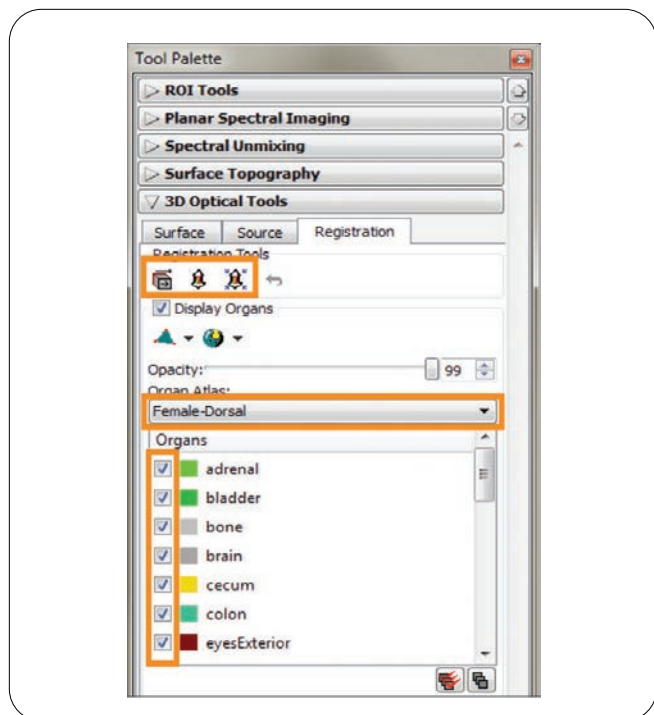 Tool Palette
ROI Tools
Planar Spectral Imaging
Spectral Unmixing
Surface Topography
3D Optical Tools
Surface Source Registration
Registration Tools
Display Organs
Opacity: 99
Organ Atlas:
Female-Dorsal
Organs
adrenal
bladder
bone
brain
cecum
colon
eyesExterior